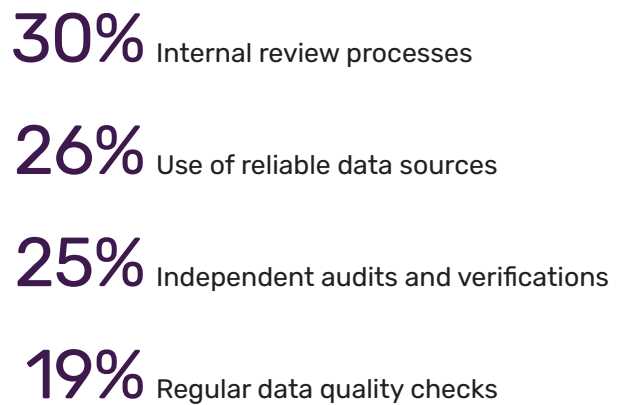 30% Internal review processes
26% Use of reliable data sources
25% Independent audits and verifications
19% Regular data quality checks